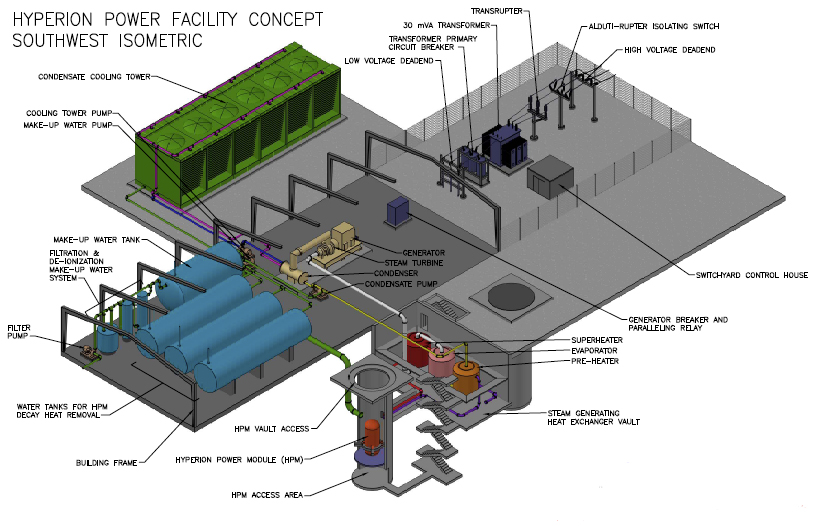 HYPERION POWER FACILITY CONCEPT
SOUTHWEST ISOMETRIC
TRANSRUPTER
30 mVA TRANSFORMER
TRANSFORMER PRIMARY
CIRCUIT BREAKER
LOW VOLTAGE DEADEND
ALDUTI-RUPTER ISOLATING SWITCH
HIGH VOLTAGE DEADEND
CONDENSATE COOLING TOWER
COOLING TOWER PUMP
MAKE-UP WATER PUMP
MAKE-UP WATER TANK
FILTRATION &
DE-IONIZATION
MAKE-UP WATER
SYSTEM
GENERATOR
STEAM TURBINE
CONDENSER
CONDENSATE PUMP
SWITCHYARD CONTROL HOUSE
GENERATOR BREAKER AND
PARALLELING RELAY
FILTER
PUMP
SUPERHEATER
EVAPORATOR
PRE-HEATER
WATER TANKS FOR HPM
DECAY HEAT REMOVAL
HPM VAULT ACCESS
STEAM GENERATING
HEAT EXCHANGER VAULT
BUILDING FRAME
HYPERION POWER MODULE (HPM)
HPM ACCESS AREA